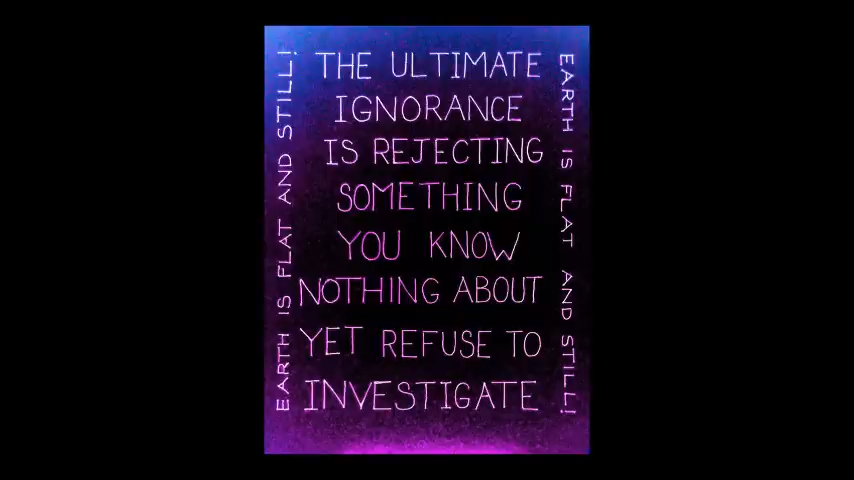 EARTH IS FLAT AND STILL!
THE ULTIMATE
IGNORANCE
IS REJECTING
SOMETHING
YOU KNOW
NOTHING ABOUT
YET REFUSE TO
INVESTIGATE
EARTH IS FLAT AND STILL!